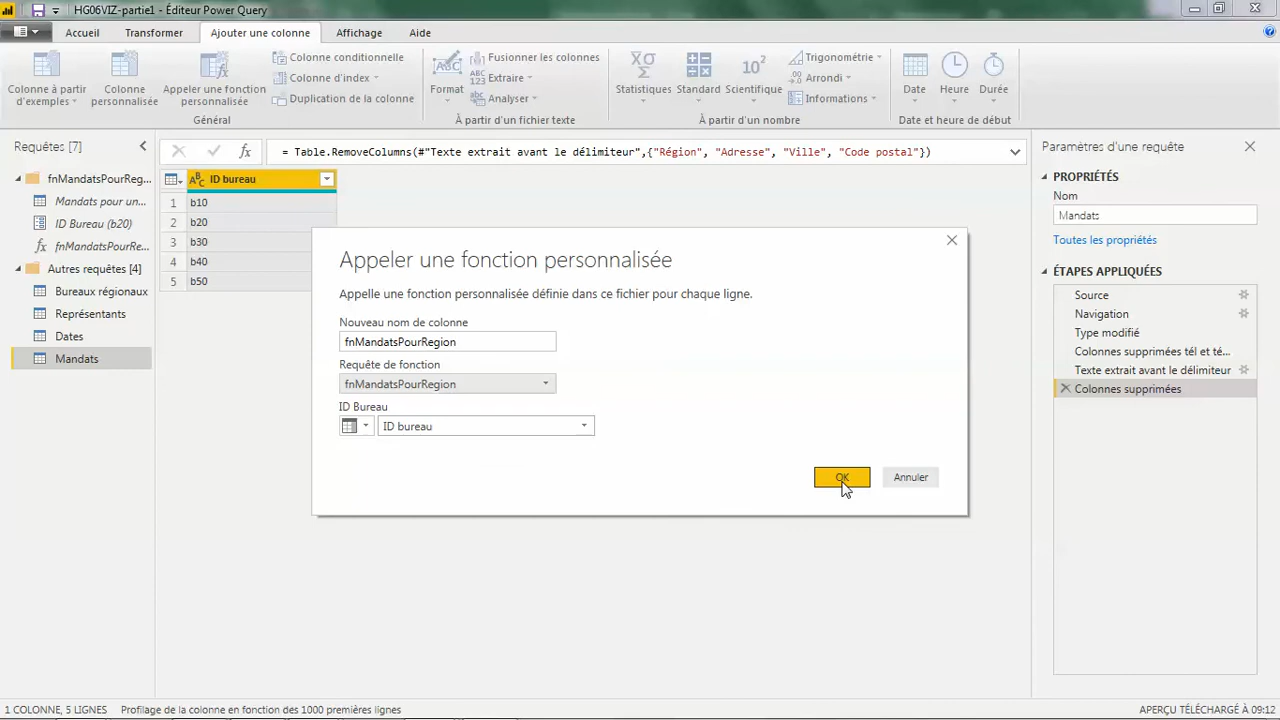 HG06VIZ-partie1 - Éditeur Power Query
Accueil
Transformer
Ajouter une colonne
Affichage
Aide
Colonne à partir d'exemples
Colonne personnalisée
Appeler une fonction personnalisée
Colonne conditionnelle
Colonne d'index
Duplication de la colonne
Général
Format
ABC
Fusionner les colonnes
ABC 123 Extraire
abc Analyser
À partir d'un fichier texte
Statistiques
Standard
10² Scientifique
Trigonométrie
.00 Arrondi
Informations
À partir d'un nombre
Date
Heure
Durée
Date et heure de début
Requêtes [7]
fnMandatsPourReg...
Mandats pour un...
ID Bureau (b20)
fx fnMandatsPourRe...
Autres requêtes [4]
Bureaux régionaux
Représentants
Dates
Mandats
fx = Table.RemoveColumns(#"Texte extrait avant le délimiteur",{"Région", "Adresse", "Ville", "Code postal"})
ABC ID bureau
1 b10
2 b20
3 b30
4 b40
5 b50
Appeler une fonction personnalisée
Appelle une fonction personnalisée définie dans ce fichier pour chaque ligne.
Nouveau nom de colonne
fnMandatsPourRegion
Requête de fonction
fnMandatsPourRegion
ID Bureau
ID bureau
OK
Annuler
Paramètres d'une requête
PROPRIÉTÉS
Nom
Mandats
Toutes les propriétés
ÉTAPES APPLIQUÉES
Source
Navigation
Type modifié
Colonnes supprimées tél et té...
Texte extrait avant le délimiteur
Colonnes supprimées
1 COLONNE, 5 LIGNES
Profilage de la colonne en fonction des 1000 premières lignes
APERÇU TÉLÉCHARGÉ À 09:12